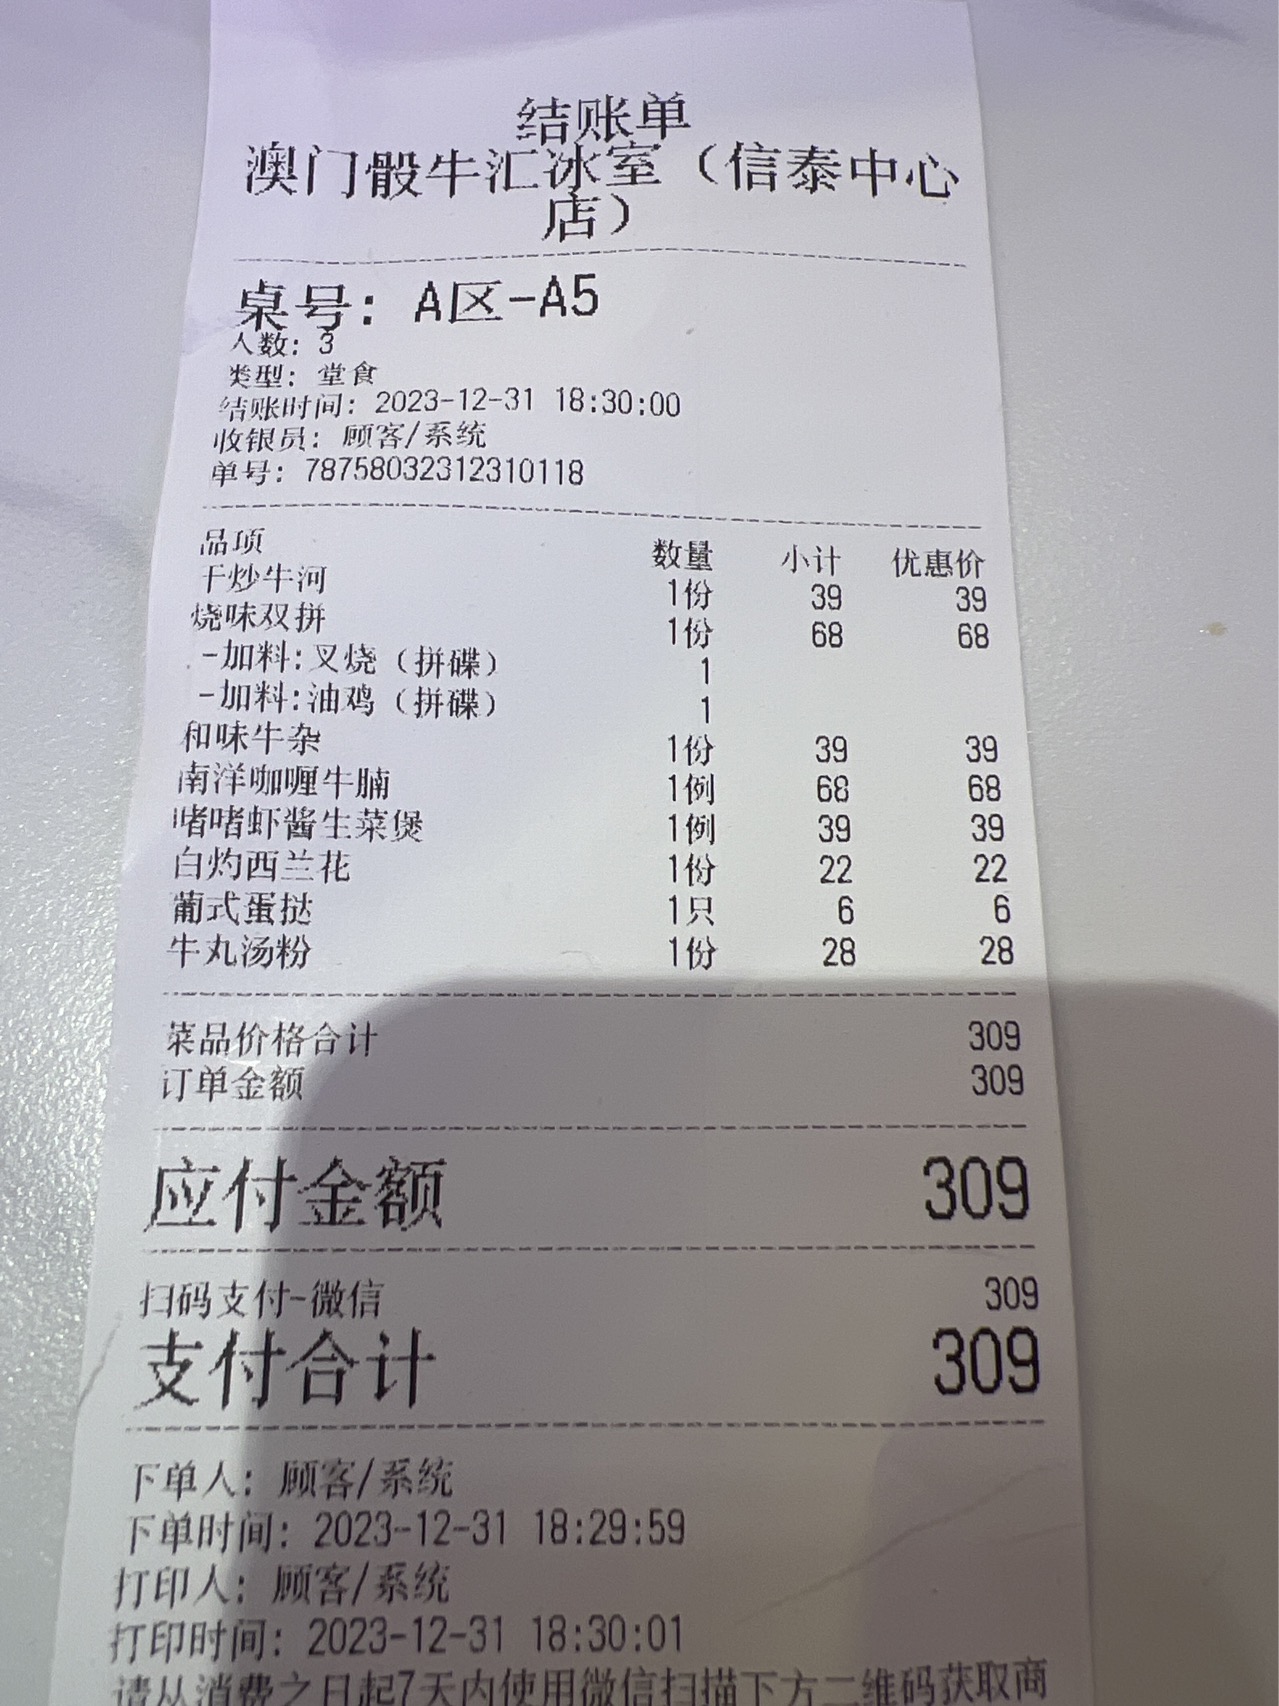 结账单
澳门骰牛汇冰室（信泰中心
店）
桌号: A区-A5
人数: 3
类型: 堂食
结账时间: 2023-12-31 18:30:00
收银员: 顾客/系统
单号: 78758032312310118
品项 数量 小计 优惠价
干炒牛河 1份 39 39
烧味双拼 1份 68 68
-加料:叉烧（拼碟） 1
-加料:油鸡（拼碟） 1
和味牛杂 1份 39 39
南洋咖喱牛腩 1例 68 68
啫啫虾酱生菜煲 1例 39 39
白灼西兰花 1份 22 22
葡式蛋挞 1只 6 6
牛丸汤粉 1份 28 28
菜品价格合计 309
订单金额 309
应付金额 309
扫码支付-微信 309
支付合计 309
下单人: 顾客/系统
下单时间: 2023-12-31 18:29:59
打印人: 顾客/系统
打印时间: 2023-12-31 18:30:01
请从消费之日起7天内使用微信扫描下方二维码获取商